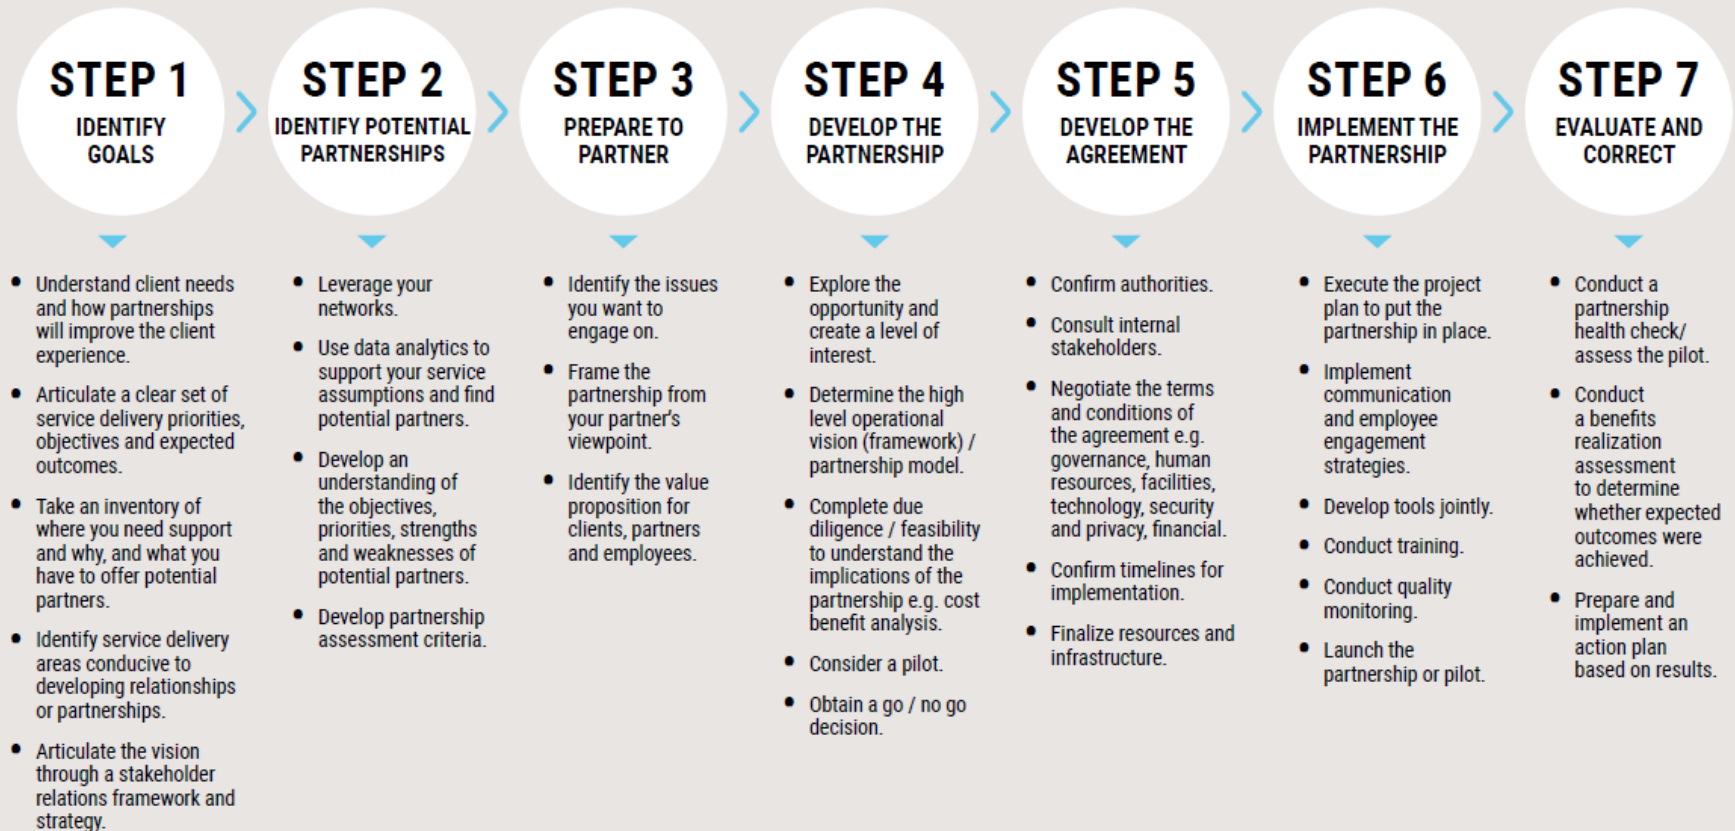 STEP 1
IDENTIFY
GOALS
• Understand client needs
and how partnerships
will improve the client
experience.
• Articulate a clear set of
service delivery priorities,
objectives and expected
outcomes.
• Take an inventory of
where you need support
and why, and what you
have to offer potential
partners.
• Identify service delivery
areas conducive to
developing relationships
or partnerships.
• Articulate the vision
through a stakeholder
relations framework and
strategy.
STEP 2
IDENTIFY POTENTIAL
PARTNERSHIPS
• Leverage your
networks.
• Use data analytics to
support your service
assumptions and find
potential partners.
• Develop an
understanding of
the objectives,
priorities, strengths
and weaknesses of
potential partners.
• Develop partnership
assessment criteria.
STEP 3
PREPARE TO
PARTNER
• Identify the issues
you want to
engage on.
• Frame the
partnership from
your partner's
viewpoint.
• Identify the value
proposition for
clients, partners
and employees.
STEP 4
DEVELOP THE
PARTNERSHIP
• Explore the
opportunity and
create a level of
interest.
• Determine the high
level operational
vision (framework) /
partnership model.
• Complete due
diligence / feasibility
to understand the
implications of the
partnership e.g. cost
benefit analysis.
• Consider a pilot.
• Obtain a go / no go
decision.
STEP 5
DEVELOP THE
AGREEMENT
• Confirm authorities.
• Consult internal
stakeholders.
• Negotiate the terms
and conditions of
the agreement e.g.
governance, human
resources, facilities,
technology, security
and privacy, financial.
• Confirm timelines for
implementation.
• Finalize resources and
infrastructure.
STEP 6
IMPLEMENT THE
PARTNERSHIP
• Execute the project
plan to put the
partnership in place.
• Implement
communication
and employee
engagement
strategies.
• Develop tools jointly.
• Conduct training.
• Conduct quality
monitoring.
• Launch the
partnership or pilot.
STEP 7
EVALUATE AND
CORRECT
• Conduct a
partnership
health check/
assess the pilot.
• Conduct
a benefits
realization
assessment
to determine
whether expected
outcomes were
achieved.
• Prepare and
implement an
action plan
based on results.